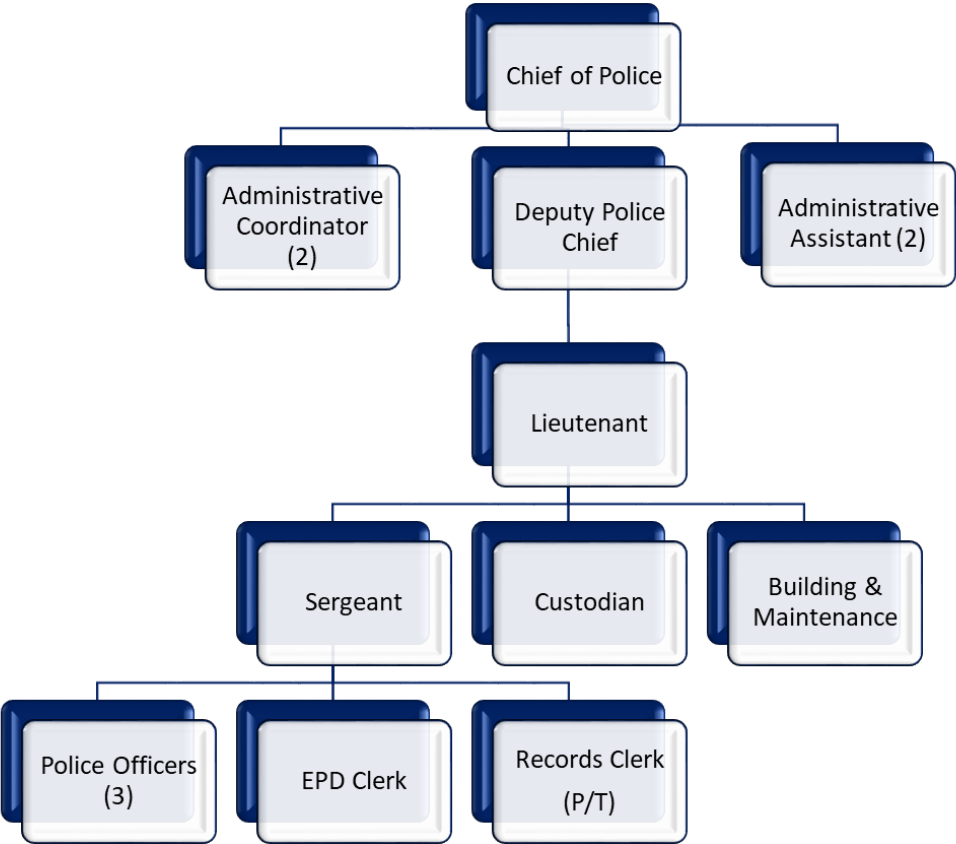 Chief of Police
Administrative
Coordinator
(2)
Deputy Police
Chief
Administrative
Assistant (2)
Lieutenant
Sergeant
Custodian
Building &
Maintenance
Police Officers
(3)
EPD Clerk
Records Clerk
(P/T)